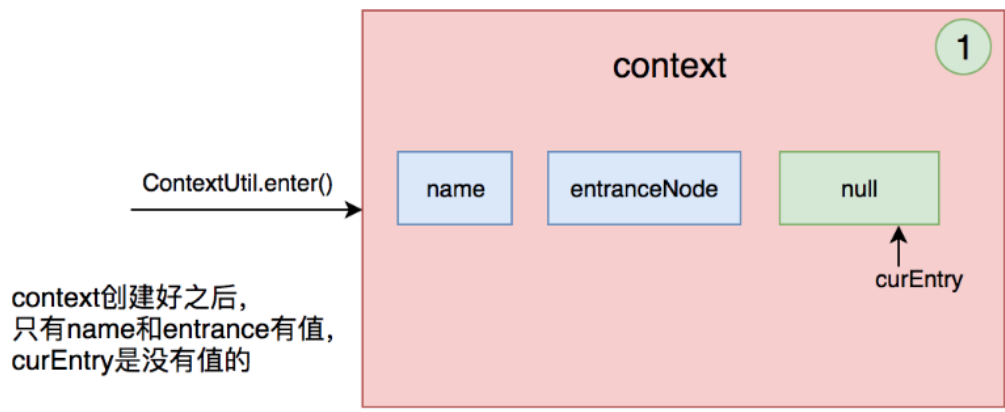 1
context
ContextUtil.enter()
name
entranceNode
null
curEntry
context创建好之后，
只有name和entrance有值，
curEntry是没有值的